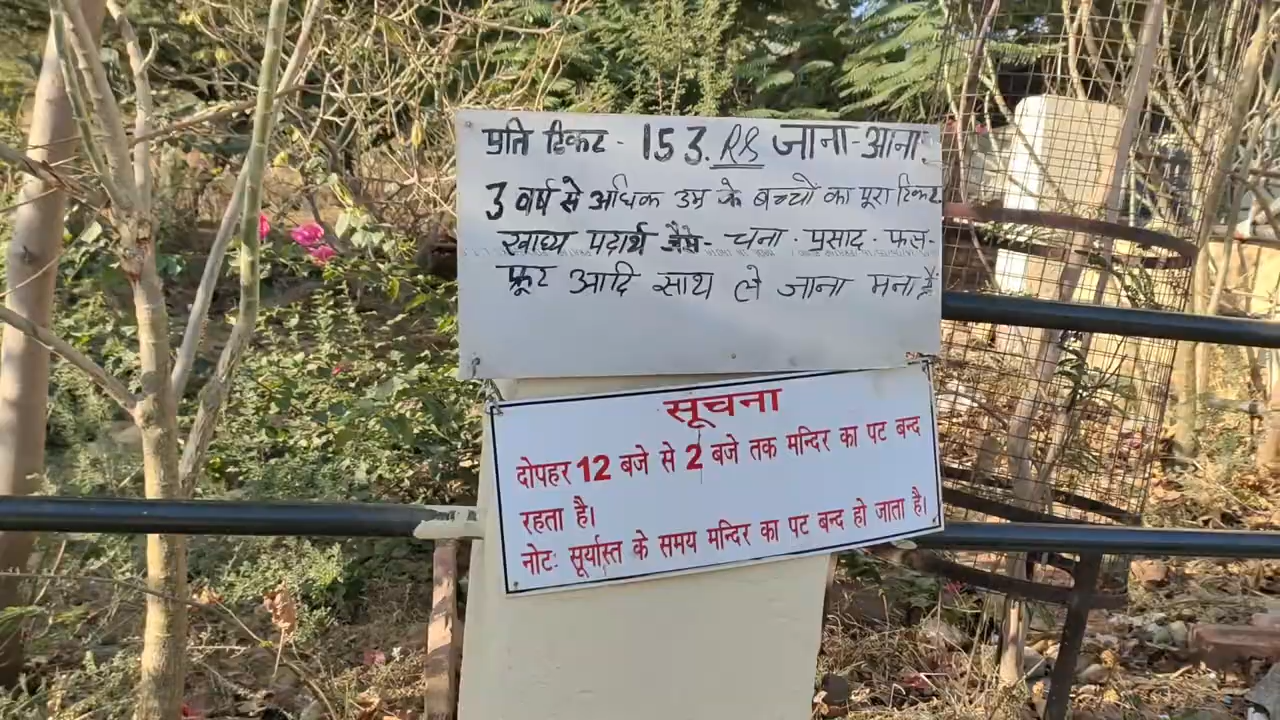 प्रति टिकट - 153. RS जाना-आना
3 वर्ष से अधिक उम्र के बच्चों का पूरा टिकट
खाद्य पदार्थ जैसे- चना. प्रसाद. फल-
फ्रूट आदि साथ ले जाना मना है
सूचना
दोपहर 12 बजे से 2 बजे तक मन्दिर का पट बन्द
रहता है।
नोटः सूर्यास्त के समय मन्दिर का पट बन्द हो जाता है।